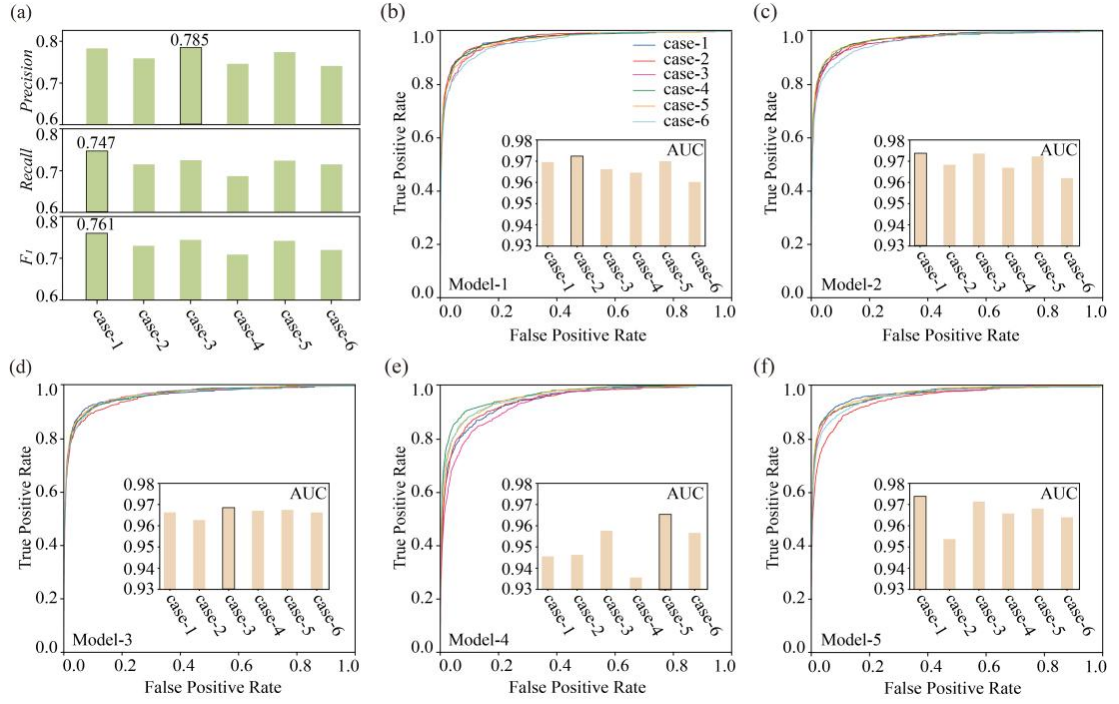 (a)
0.8
0.785
0.7
Precision
0.6
0.8
0.747
0.7
Recall
0.6
0.8
0.761
0.7
F1
0.6
case-1
case-2
case-3
case-4
case-5
case-6
(b)
1.0
0.8
0.6
0.4
0.2
0.0
True Positive Rate
case-1
case-2
case-3
case-4
case-5
case-6
AUC
0.98
0.97
0.96
0.95
0.94
0.93
case-1
case-2
case-3
case-4
case-5
case-6
Model-1
0.0 0.2 0.4 0.6 0.8 1.0
False Positive Rate
(c)
1.0
0.8
0.6
0.4
0.2
0.0
True Positive Rate
AUC
0.98
0.97
0.96
0.95
0.94
0.93
case-1
case-2
case-3
case-4
case-5
case-6
Model-2
0.0 0.2 0.4 0.6 0.8 1.0
False Positive Rate
(d)
1.0
0.8
0.6
0.4
0.2
0.0
True Positive Rate
AUC
0.98
0.97
0.96
0.95
0.94
0.93
case-1
case-2
case-3
case-4
case-5
case-6
Model-3
0.0 0.2 0.4 0.6 0.8 1.0
False Positive Rate
(e)
1.0
0.8
0.6
0.4
0.2
0.0
True Positive Rate
AUC
0.98
0.97
0.96
0.95
0.94
0.93
case-1
case-2
case-3
case-4
case-5
case-6
Model-4
0.0 0.2 0.4 0.6 0.8 1.0
False Positive Rate
(f)
1.0
0.8
0.6
0.4
0.2
0.0
True Positive Rate
AUC
0.98
0.97
0.96
0.95
0.94
0.93
case-1
case-2
case-3
case-4
case-5
case-6
Model-5
0.0 0.2 0.4 0.6 0.8 1.0
False Positive Rate